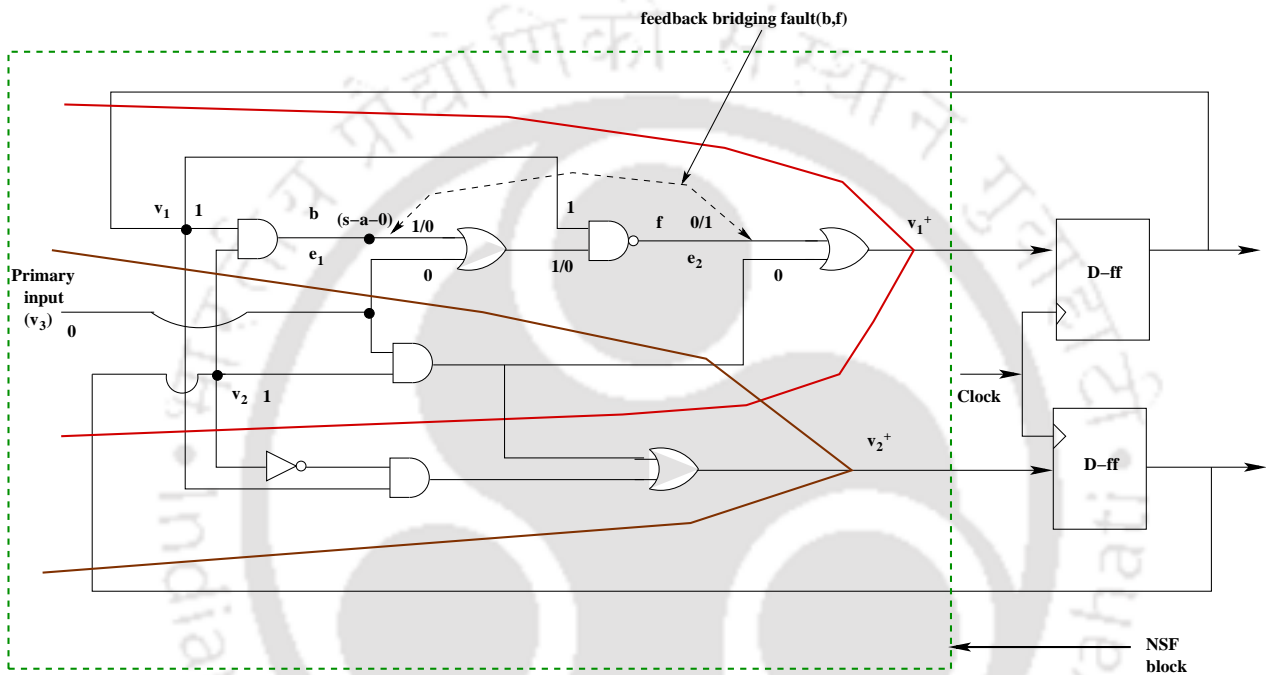 feedback bridging fault(b,f)
v1+
v1 1
b
(s−a−0)
1/0
1
f
0/1
e1
0
1/0
e2
0
D−ff
Primary
input
(v3)
0
v2 1
Clock
v2+
D−ff
NSF
block